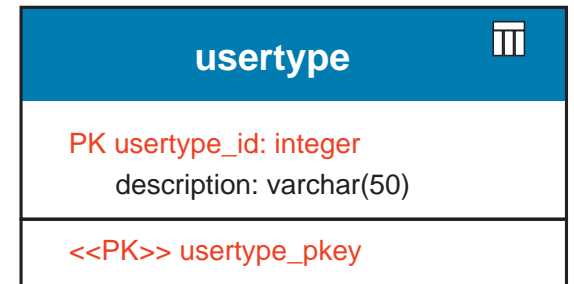 usertype
PK usertype_id: integer
description: varchar(50)
<<PK>> usertype_pkey